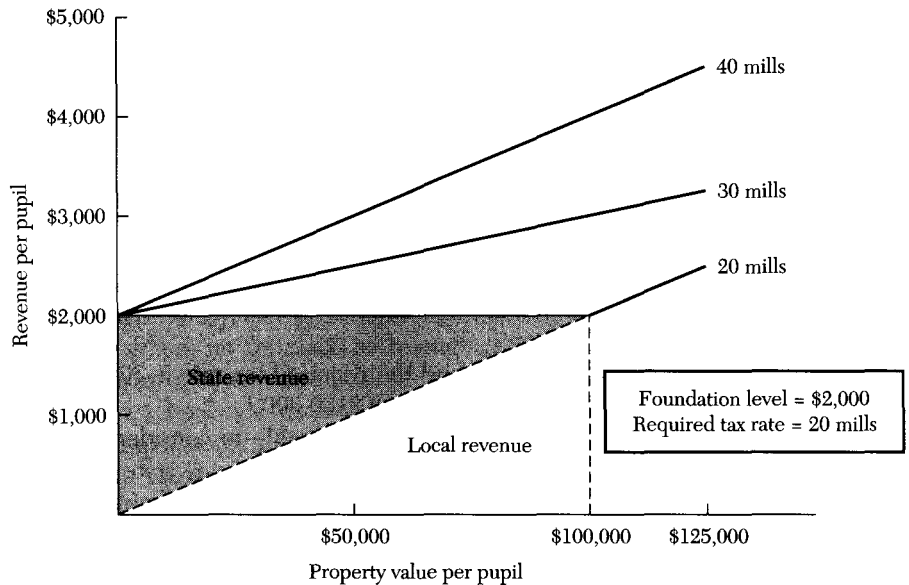 $5,000
40 mills
$4,000
30 mills
$3,000
20 mills
$2,000
State revenue
$1,000
Foundation level = $2,000
Required tax rate = 20 mills
Local revenue
$50,000
$100,000
$125,000
Revenue per pupil
Property value per pupil